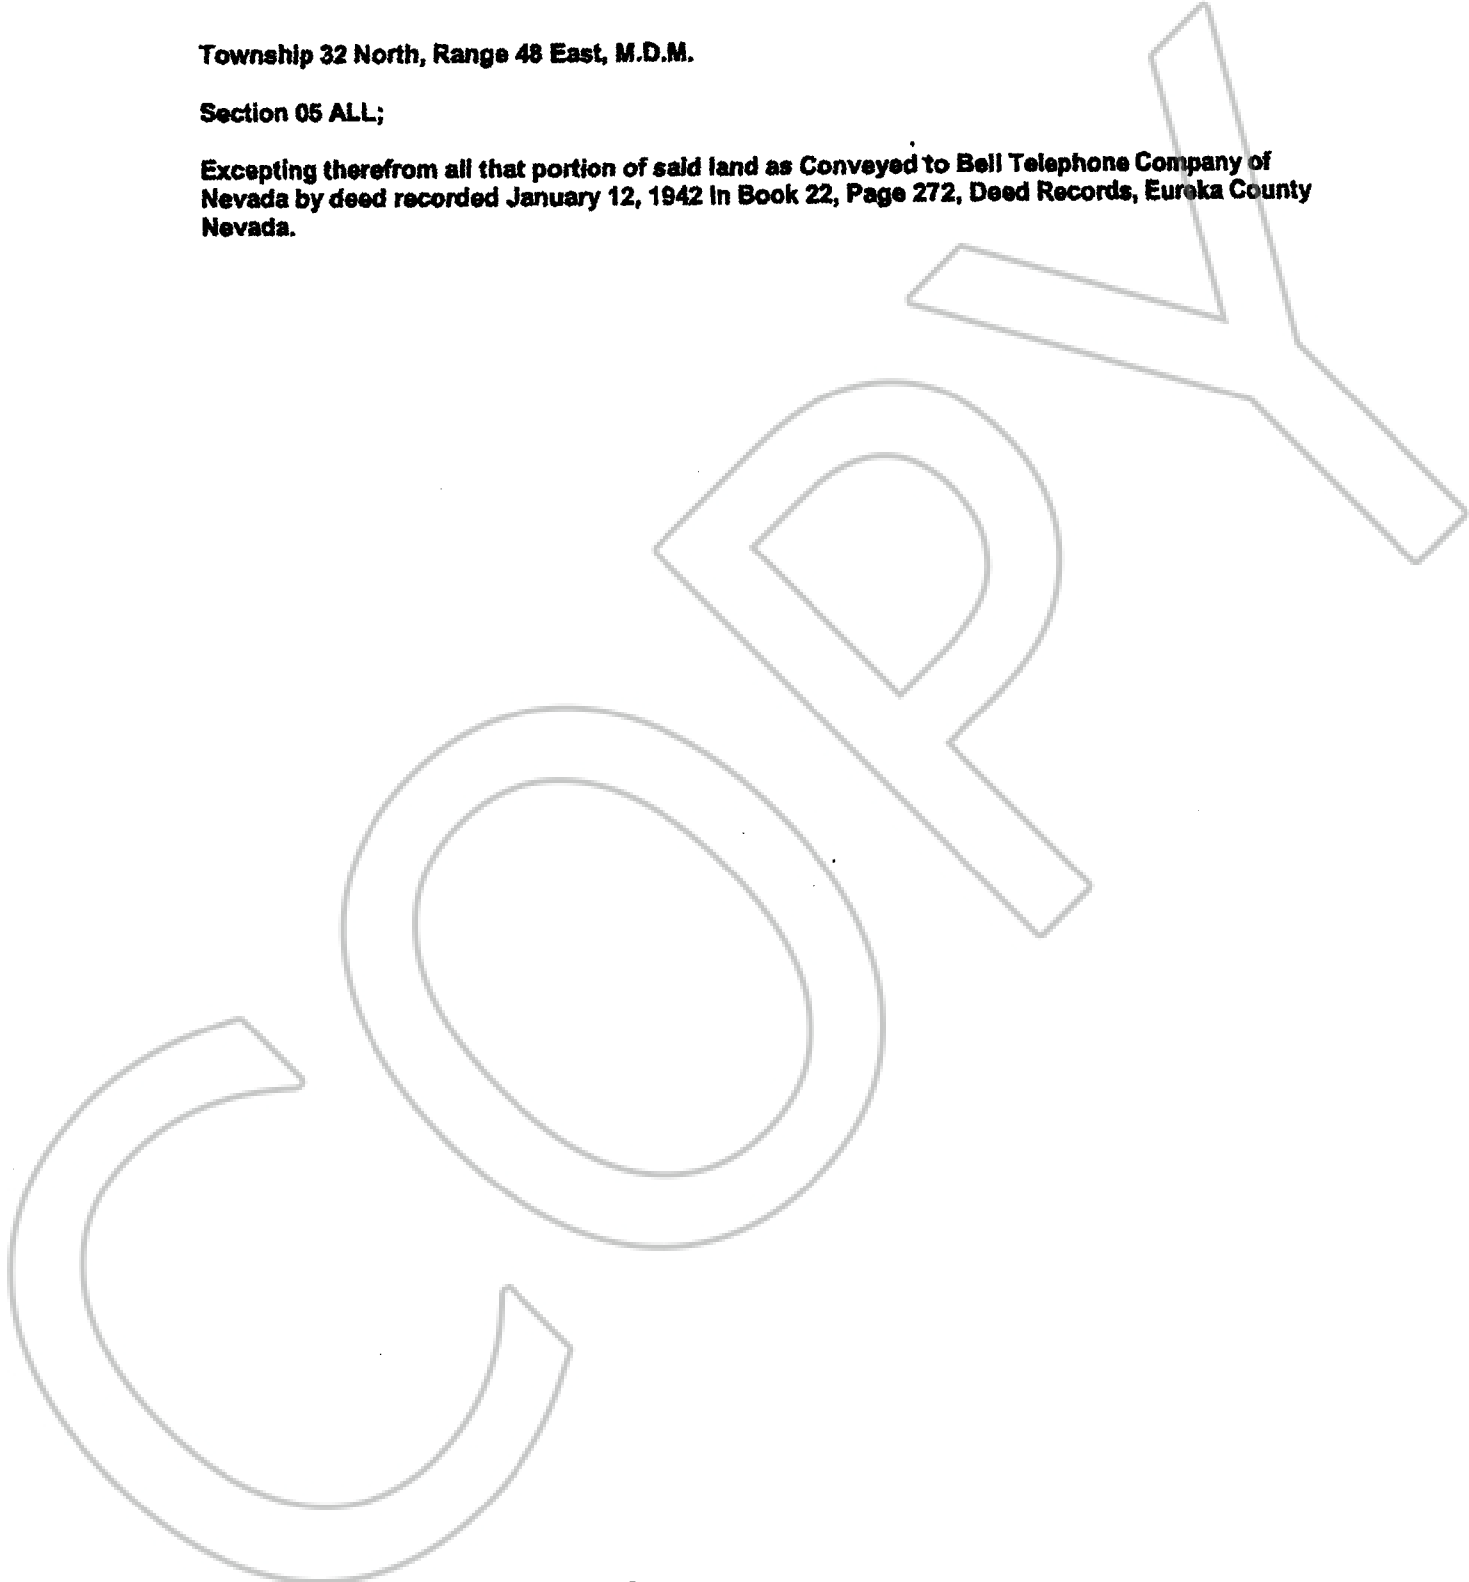 Township 32 North, Range 48 East, M.D.M.
Section 05 ALL;
Excepting therefrom all that portion of said land as Conveyed to Bell Telephone Company of
Nevada by deed recorded January 12, 1942 in Book 22, Page 272, Deed Records, Eureka County
Nevada.
COPY